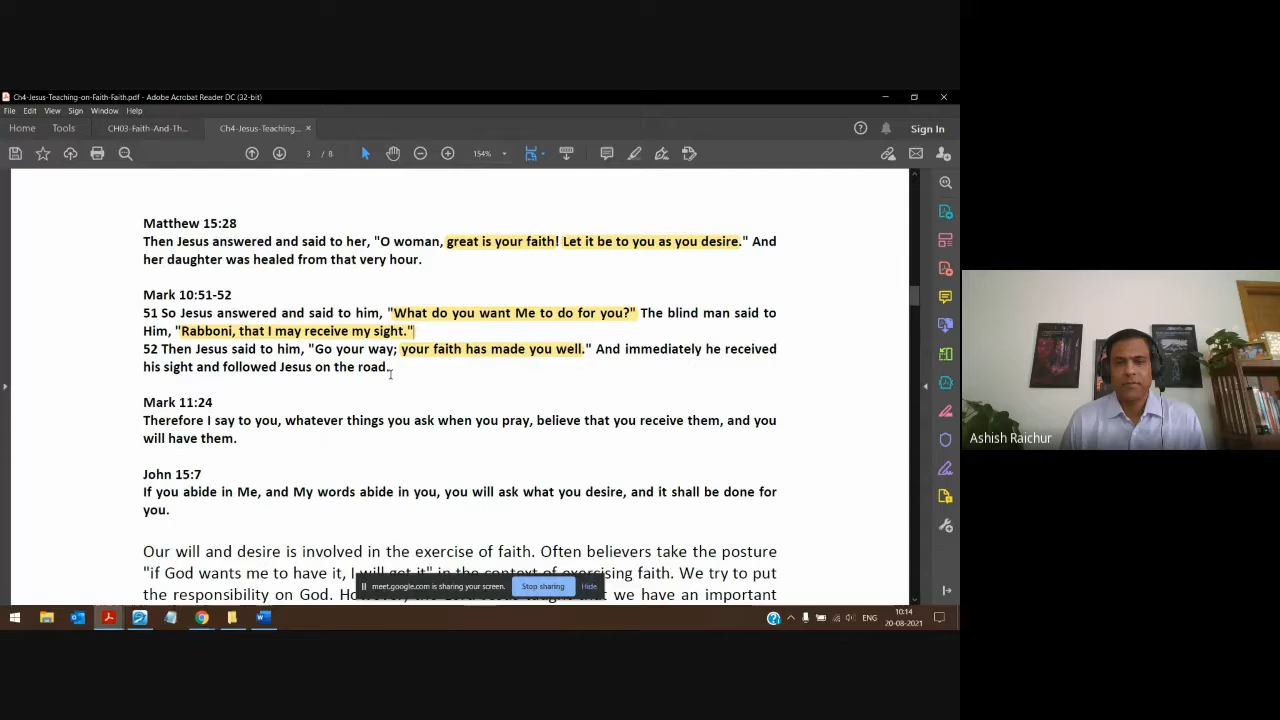 Ch4-Jesus-Teaching-on-Faith-Faith.pdf - Adobe Acrobat Reader DC (32-bit)
File Edit View Sign Window Help
Home Tools CH03-Faith-And-Th... Ch4-Jesus-Teaching... × Sign In
3 / 8 154%
Matthew 15:28
Then Jesus answered and said to her, "O woman, great is your faith! Let it be to you as you desire." And
her daughter was healed from that very hour.
Mark 10:51-52
51 So Jesus answered and said to him, "What do you want Me to do for you?" The blind man said to
Him, "Rabboni, that I may receive my sight."
52 Then Jesus said to him, "Go your way; your faith has made you well." And immediately he received
his sight and followed Jesus on the road.
Mark 11:24
Therefore I say to you, whatever things you ask when you pray, believe that you receive them, and you
will have them.
John 15:7
If you abide in Me, and My words abide in you, you will ask what you desire, and it shall be done for
you.
Our will and desire is involved in the exercise of faith. Often believers take the posture
"if God wants me to have it, I will get it" in the context of exercising faith. We try to put
the responsibility on God. However, the Lord Jesus taught that we have an important
meet.google.com is sharing your screen. Stop sharing Hide
ENG
10:14
20-08-2021
Ashish Raichur